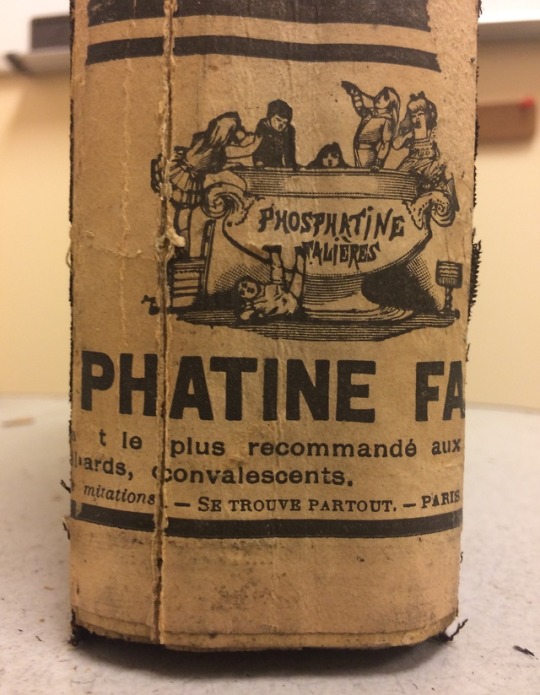 PHOSPHATINE
FALIÈRES
PHATINE FA
t le plus recommandé aux
ards, convalescents.
mitations — SE TROUVE PARTOUT. — PARIS